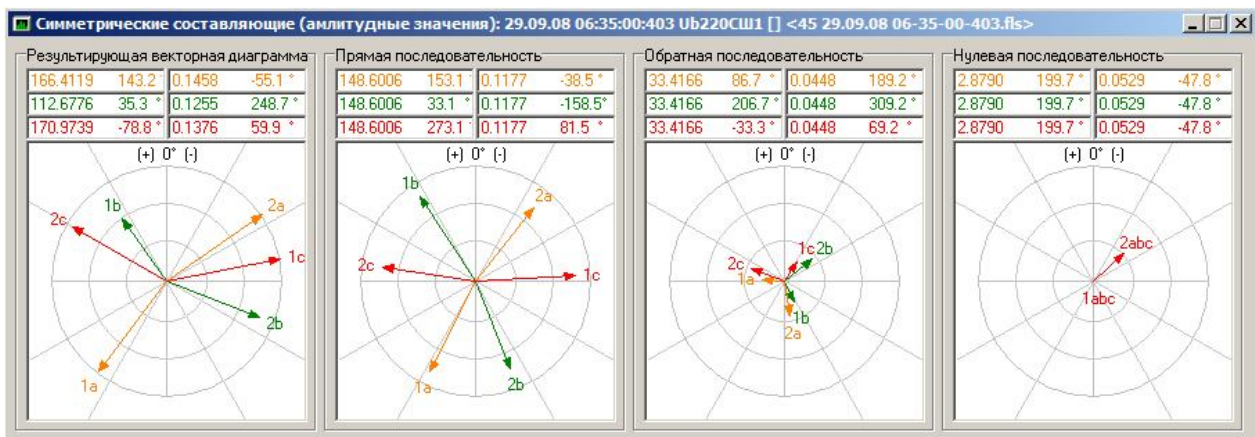 Симметрические составляющие (амлитудные значения): 29.09.08 06:35:00:403 Ub220СШ1 [] <45 29.09.08 06-35-00-403.fls>
Результирующая векторная диаграмма
166.4119 143.2 ° 0.1458 -55.1 °
112.6776 35.3 ° 0.1255 248.7 °
170.9739 -78.8 ° 0.1376 59.9 °
(+) 0° (-)
1b
2a
2c
1c
2b
1a
Прямая последовательность
148.6006 153.1 ° 0.1177 -38.5 °
148.6006 33.1 ° 0.1177 -158.5°
148.6006 273.1 ° 0.1177 81.5 °
(+) 0° (-)
1b
2a
2c
1c
1a
2b
Обратная последовательность
33.4166 86.7 ° 0.0448 189.2 °
33.4166 206.7 ° 0.0448 309.2 °
33.4166 -33.3 ° 0.0448 69.2 °
(+) 0° (-)
1c
2b
2c
1a
1b
2a
Нулевая последовательность
2.8790 199.7 ° 0.0529 -47.8 °
2.8790 199.7 ° 0.0529 -47.8 °
2.8790 199.7 ° 0.0529 -47.8 °
(+) 0° (-)
2abc
1abc